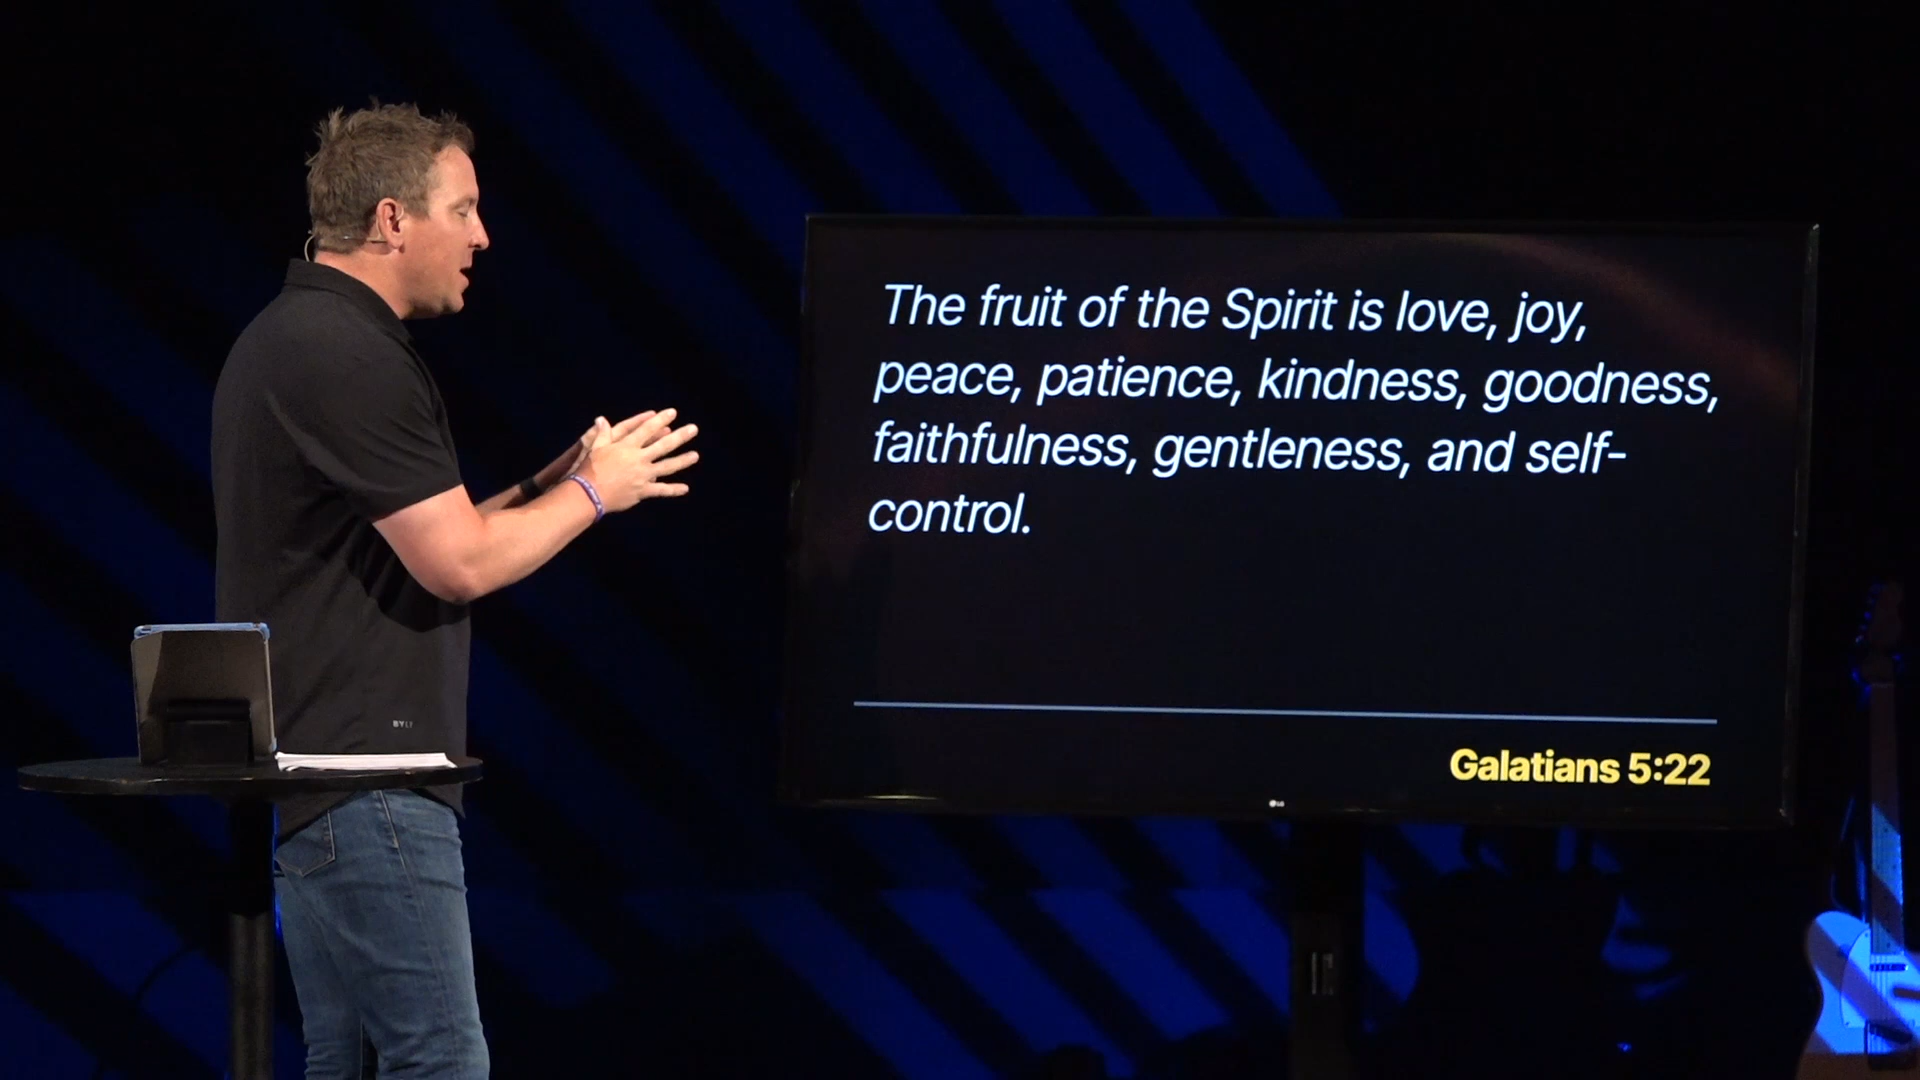 The fruit of the Spirit is love, joy,
peace, patience, kindness, goodness,
faithfulness, gentleness, and self-
control.
Galatians 5:22
LG